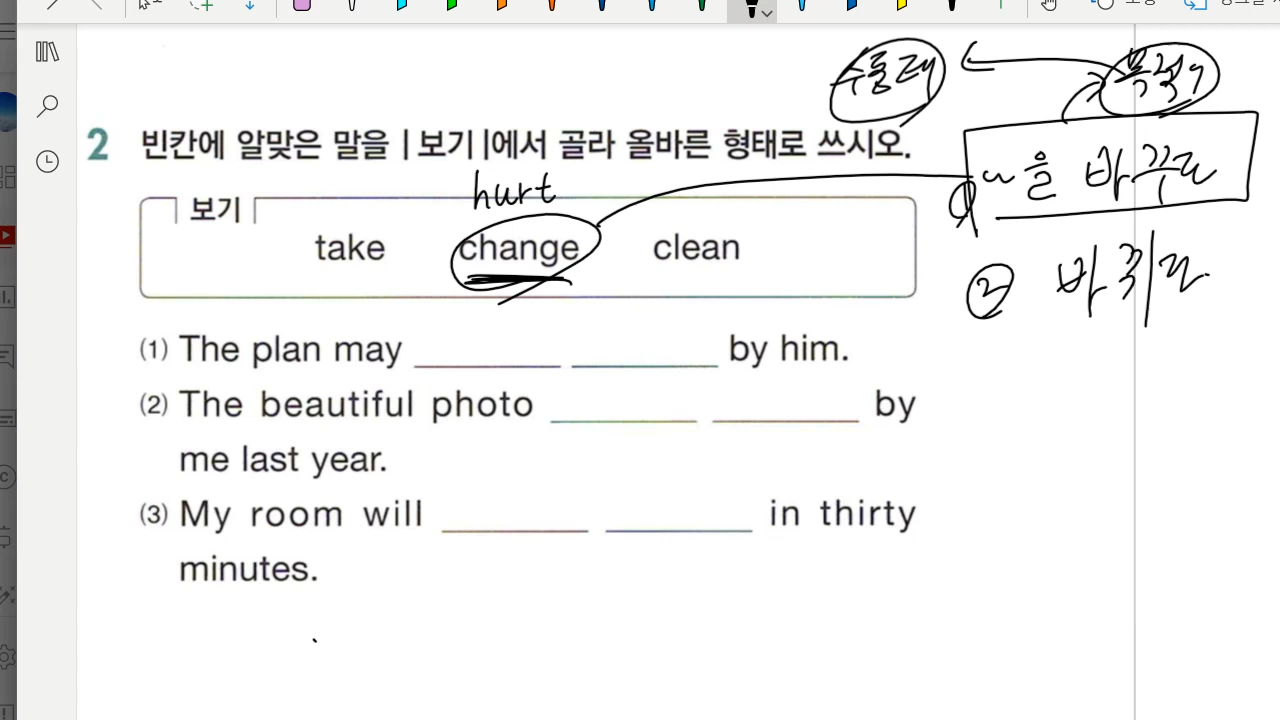 수동태 목적어
2 빈칸에 알맞은 말을 |보기|에서 골라 올바른 형태로 쓰시오.
~을 바꾸다
hurt
보기
take change clean
② 바뀌다.
(1) The plan may ________ ________ by him.
(2) The beautiful photo ________ ________ by
me last year.
(3) My room will ________ ________ in thirty
minutes.